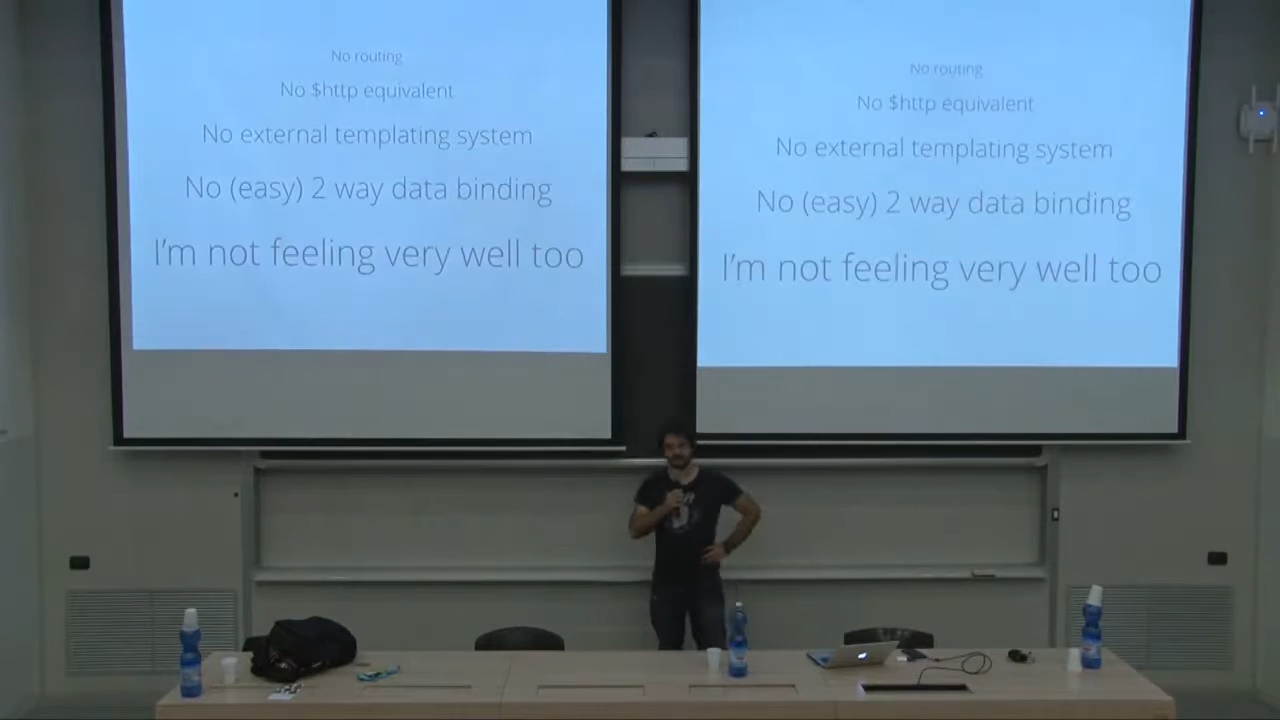 No routing
No $http equivalent
No external templating system
No (easy) 2 way data binding
I'm not feeling very well too
No routing
No $http equivalent
No external templating system
No (easy) 2 way data binding
I'm not feeling very well too